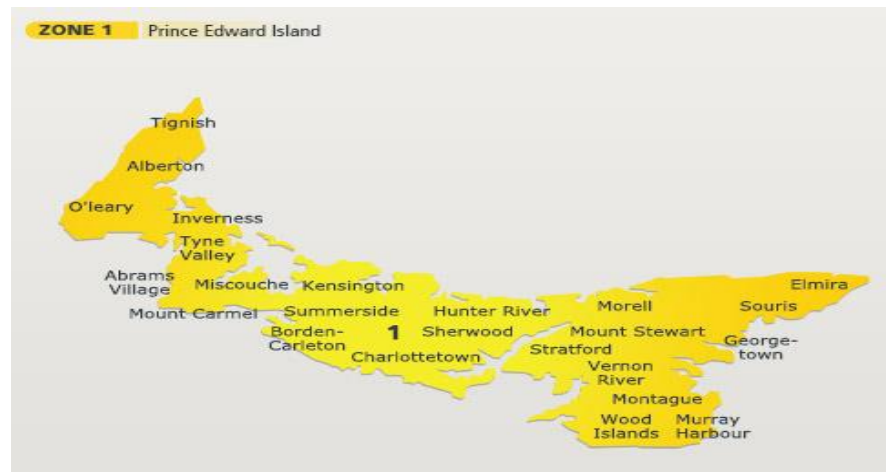 ZONE 1 Prince Edward Island
Tignish
Alberton
O'leary
Inverness
Tyne
Valley
Abrams
Village
Miscouche
Kensington
Elmira
Mount Carmel
Summerside
Hunter River
Morell
Souris
Borden-
Carleton
1
Sherwood
Mount Stewart
George-
town
Charlottetown
Stratford
Vernon
River
Montague
Wood
Islands
Murray
Harbour